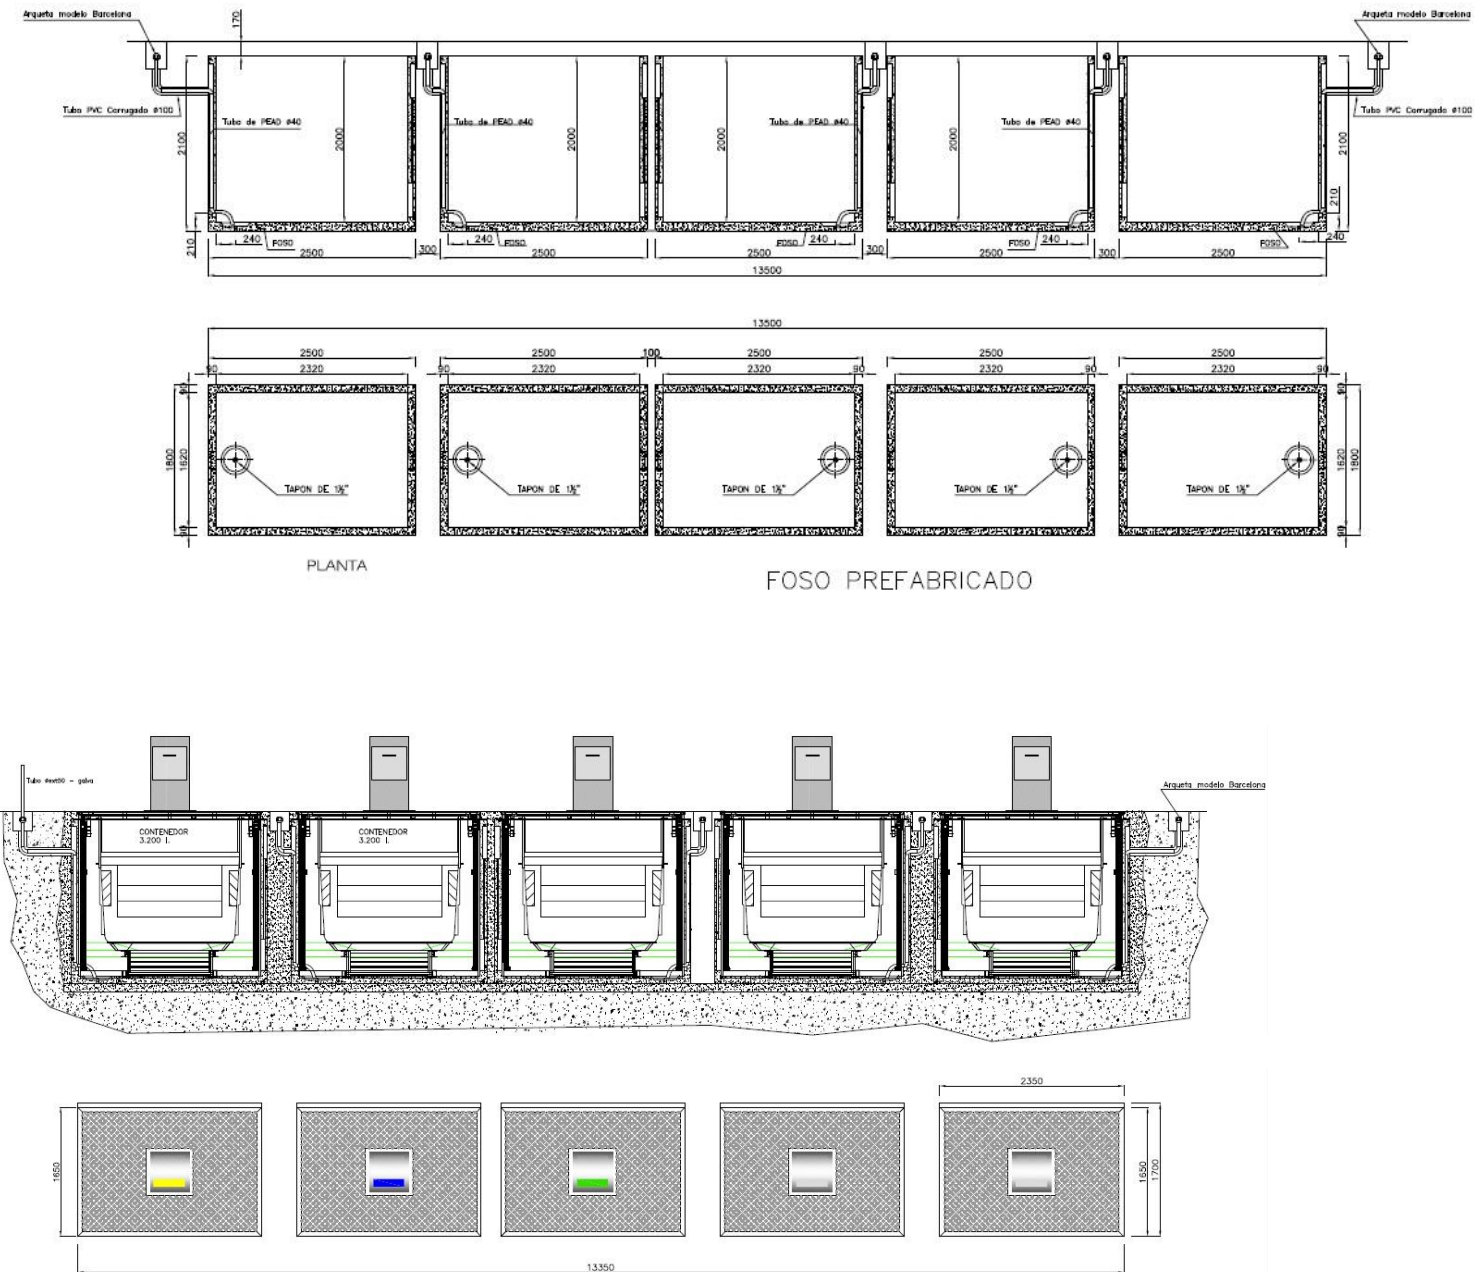 Arqueta modelo Barcelona
170
Arqueta modelo Barcelona
Tubo PVC Corrugado ø100
Tubo PVC Corrugado ø100
Tubo de PEAD ø40
Tubo de PEAD ø40
Tubo de PEAD ø40
Tubo de PEAD ø40
2100
2000
2000
2000
2000
2100
210
210
240 FOSO
240 FOSO
FOSO 240
FOSO 240
FOSO 240
2500
300
2500
2500
300
2500
300
2500
13500
13500
2500
2500
100
2500
2500
2500
90 2320
90 2320
2320 90
2320 90
2320 90
90
1800
1620
90
90
1620
1800
90
TAPON DE 1½"
TAPON DE 1½"
TAPON DE 1½"
TAPON DE 1½"
TAPON DE 1½"
PLANTA
FOSO PREFABRICADO
Arqueta modelo Barcelona
CONTENEDOR
3.200 l.
CONTENEDOR
3.200 l.
2350
1650
1650
1700
13350